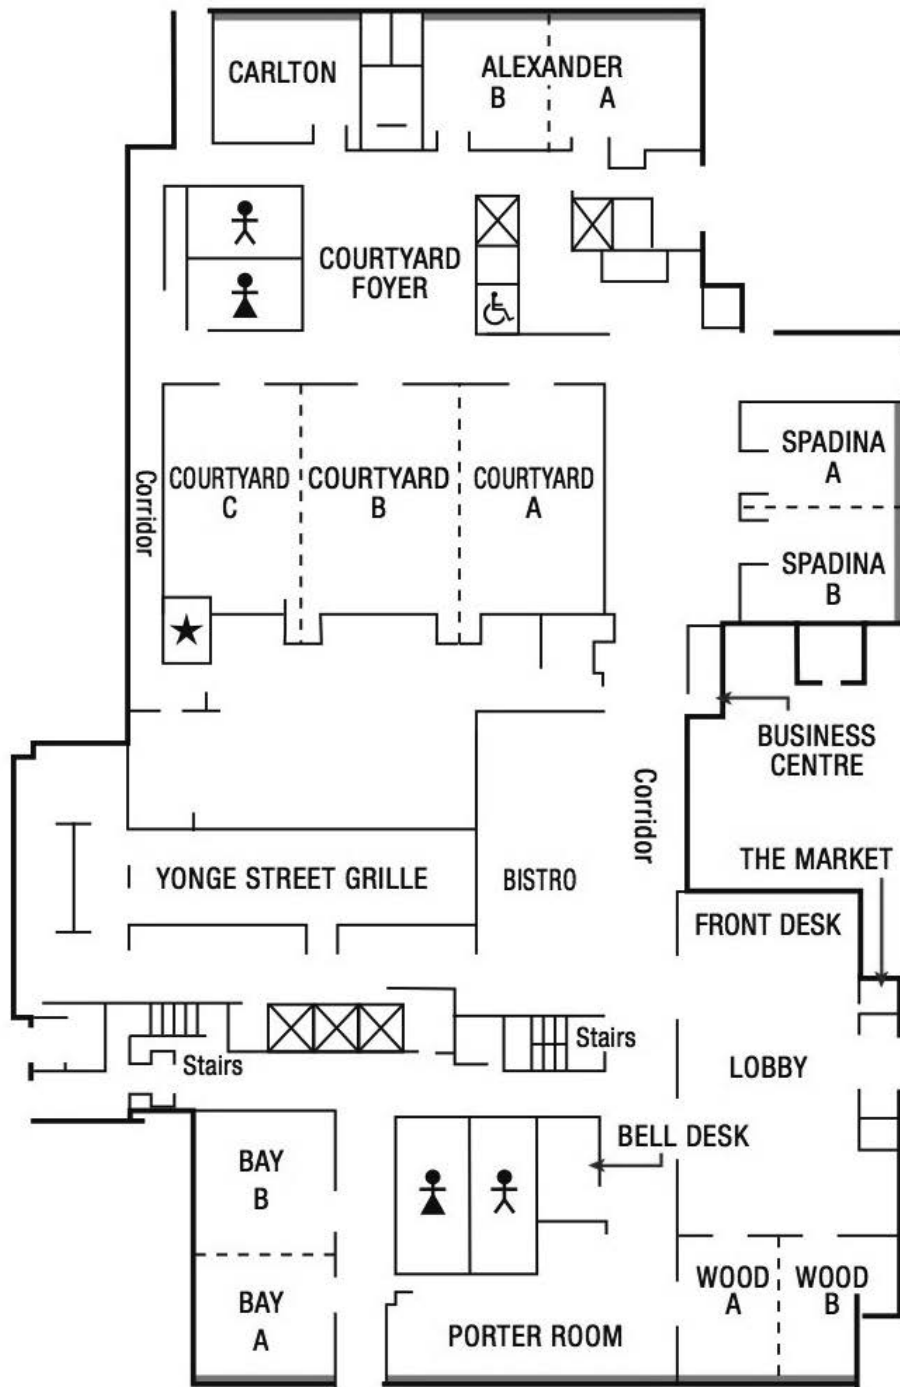 CARLTON
ALEXANDER
B A
COURTYARD
FOYER
SPADINA
A
Corridor
COURTYARD
C
COURTYARD
B
COURTYARD
A
SPADINA
B
BUSINESS
CENTRE
Corridor
THE MARKET
YONGE STREET GRILLE
BISTRO
FRONT DESK
Stairs
Stairs
LOBBY
BELL DESK
BAY
B
BAY
A
WOOD
A
WOOD
B
PORTER ROOM